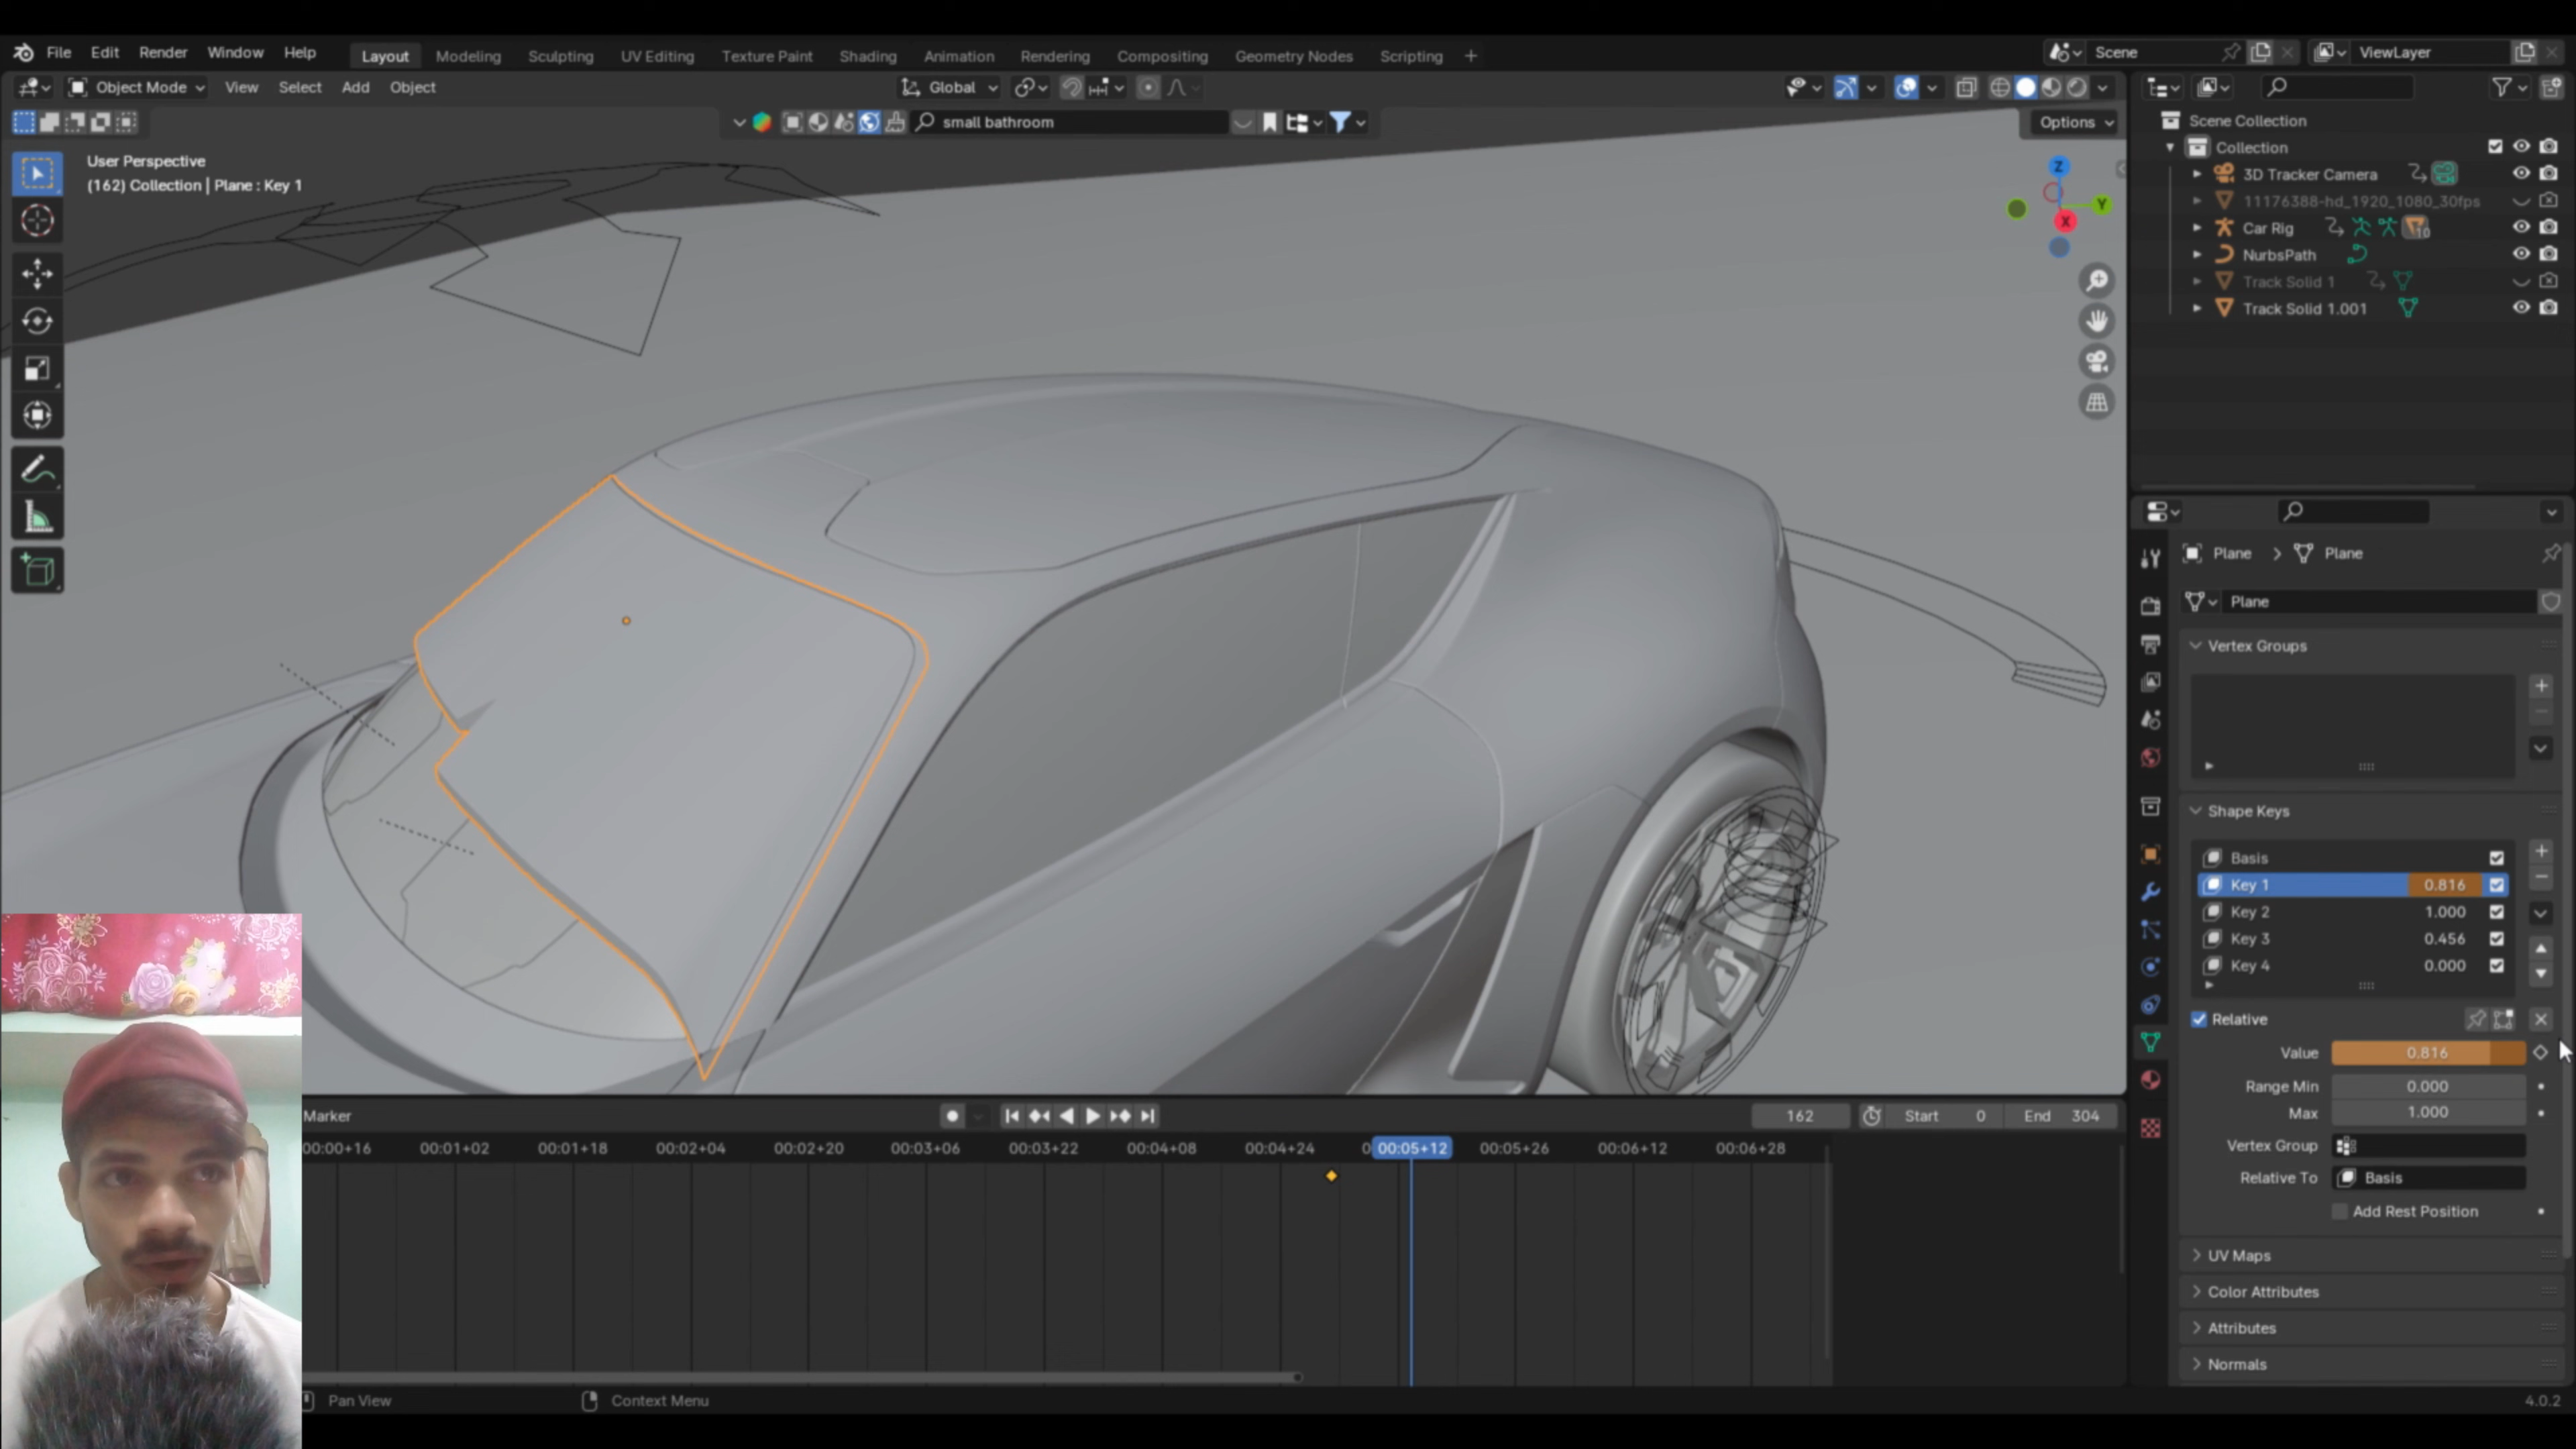 File Edit Render Window Help Layout Modeling Sculpting UV Editing Texture Paint Shading Animation Rendering Compositing Geometry Nodes Scripting + Scene ViewLayer
Object Mode View Select Add Object Global
small bathroom Options
User Perspective
(162) Collection | Plane : Key 1
Z
Y
X
Scene Collection
Collection
3D Tracker Camera
11176388-hd_1920_1080_30fps
Car Rig 10
NurbsPath
Track Solid 1
Track Solid 1.001
Plane > Plane
Plane
Vertex Groups
Shape Keys
Basis
Key 1 0.816
Key 2 1.000
Key 3 0.456
Key 4 0.000
Relative
Value 0.816
Range Min 0.000
Max 1.000
Vertex Group
Relative To Basis
Add Rest Position
UV Maps
Color Attributes
Attributes
Normals
Marker 162 Start 0 End 304
00:00+16 00:01+02 00:01+18 00:02+04 00:02+20 00:03+06 00:03+22 00:04+08 00:04+24 0 00:05+12 00:05+26 00:06+12 00:06+28
Pan View Context Menu 4.0.2